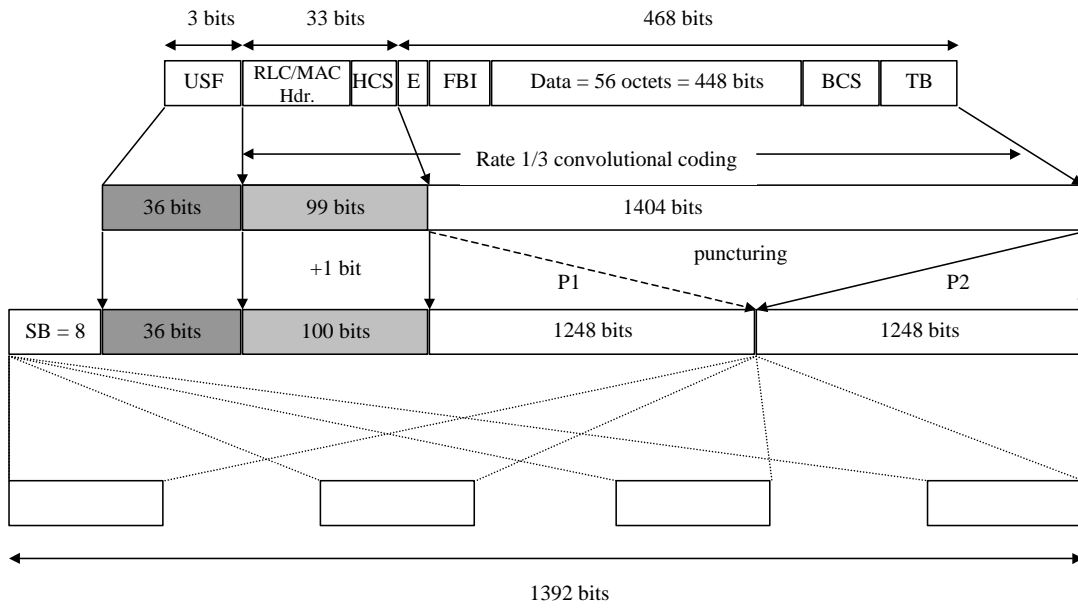 3 bits 33 bits 468 bits
USF RLC/MAC Hdr. HCS E FBI Data = 56 octets = 448 bits BCS TB
Rate 1/3 convolutional coding
36 bits 99 bits 1404 bits
+1 bit puncturing
P1 P2
SB = 8 36 bits 100 bits 1248 bits 1248 bits
1392 bits